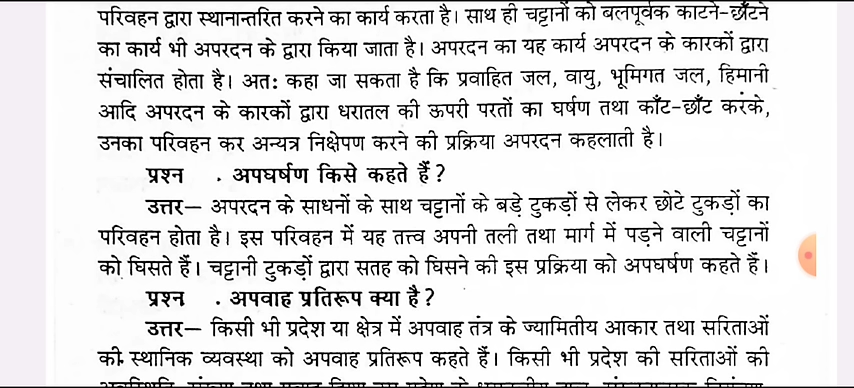 परिवहन द्वारा स्थानान्तरित करने का कार्य करता है। साथ ही चट्टानों को बलपूर्वक काटने-छाँटने
का कार्य भी अपरदन के द्वारा किया जाता है। अपरदन का यह कार्य अपरदन के कारकों द्वारा
संचालित होता है। अत: कहा जा सकता है कि प्रवाहित जल, वायु, भूमिगत जल, हिमानी
आदि अपरदन के कारकों द्वारा धरातल की ऊपरी परतों का घर्षण तथा काँट-छाँट करके,
उनका परिवहन कर अन्यत्र निक्षेपण करने की प्रक्रिया अपरदन कहलाती है।
प्रश्न . अपघर्षण किसे कहते हैं?
उत्तर— अपरदन के साधनों के साथ चट्टानों के बड़े टुकड़ों से लेकर छोटे टुकड़ों का
परिवहन होता है। इस परिवहन में यह तत्त्व अपनी तली तथा मार्ग में पड़ने वाली चट्टानों
को घिसते हैं। चट्टानी टुकड़ों द्वारा सतह को घिसने की इस प्रक्रिया को अपघर्षण कहते हैं।
प्रश्न . अपवाह प्रतिरूप क्या है?
उत्तर— किसी भी प्रदेश या क्षेत्र में अपवाह तंत्र के ज्यामितीय आकार तथा सरिताओं
की स्थानिक व्यवस्था को अपवाह प्रतिरूप कहते हैं। किसी भी प्रदेश की सरिताओं की